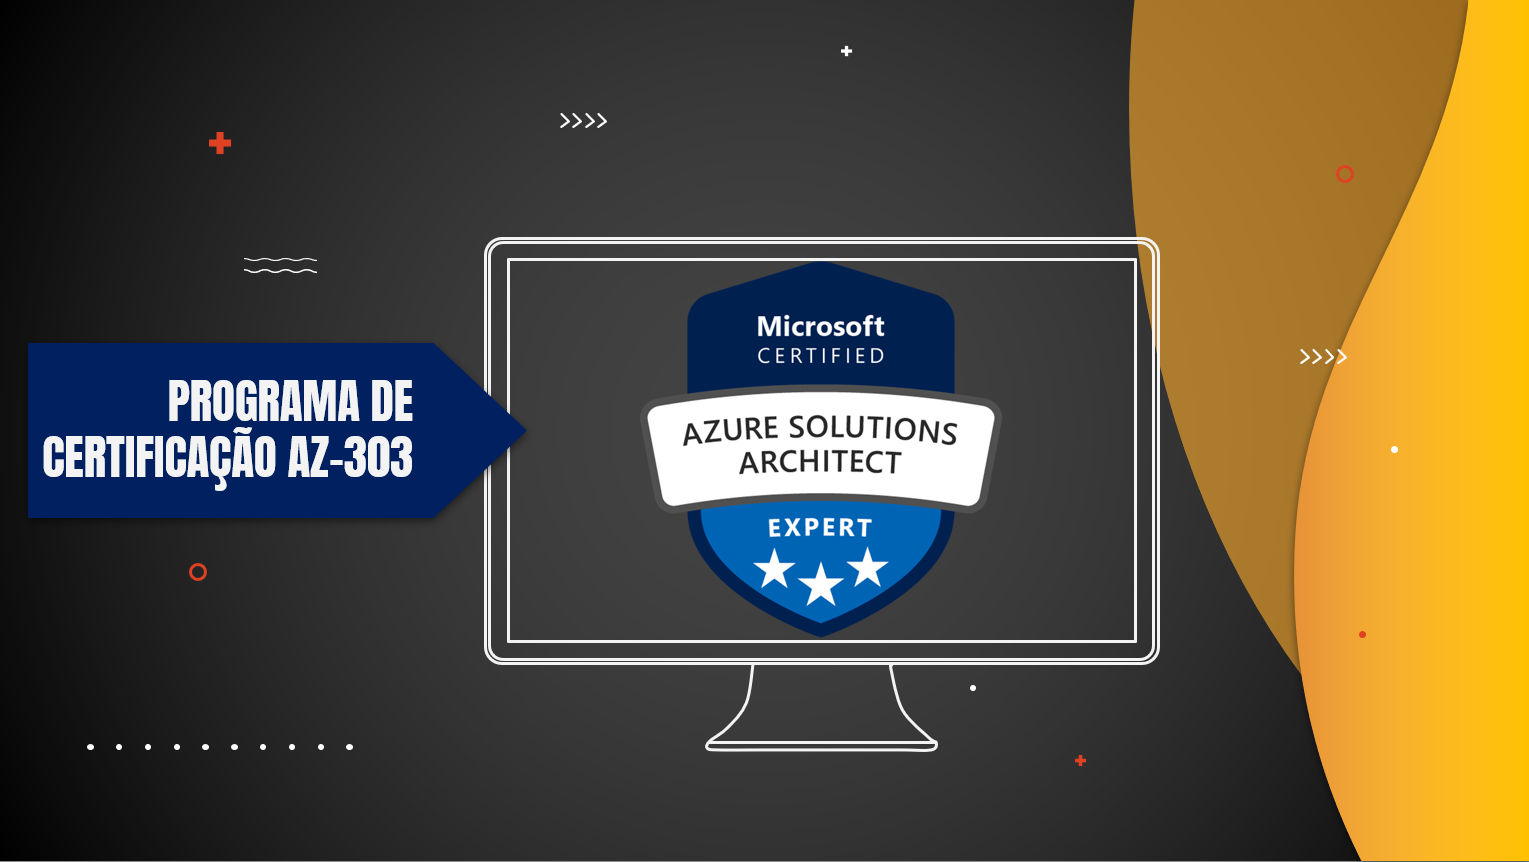 PROGRAMA DE
CERTIFICAÇÃO AZ-303
Microsoft
CERTIFIED
AZURE SOLUTIONS
ARCHITECT
EXPERT